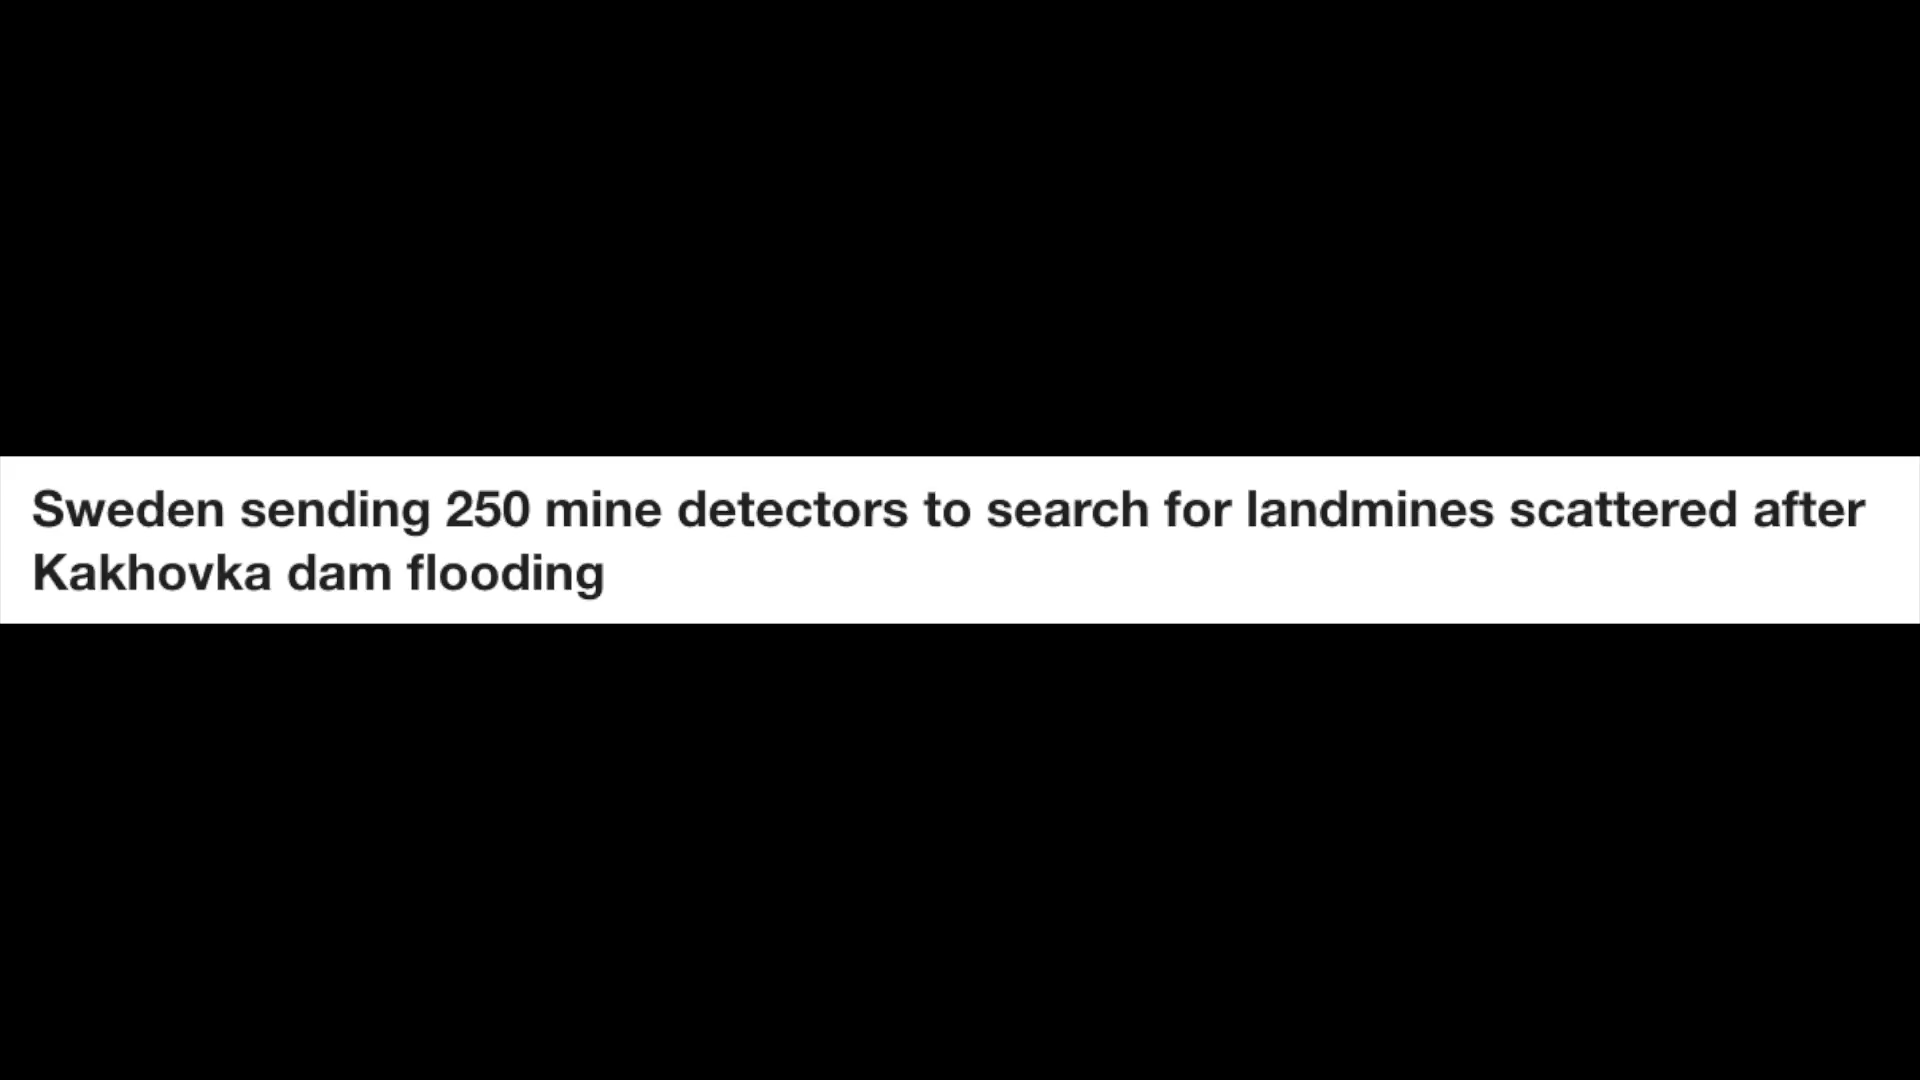 Sweden sending 250 mine detectors to search for landmines scattered after
Kakhovka dam flooding